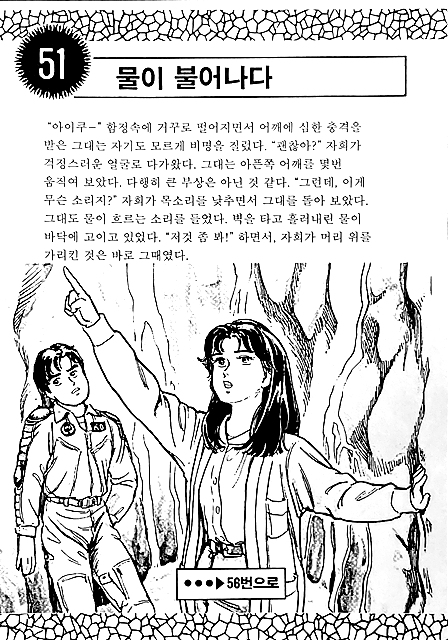 51
물이 불어나다
"아이쿠–" 함정속에 거꾸로 떨어지면서 어깨에 심한 충격을
받은 그대는 자기도 모르게 비명을 질렀다. "괜찮아?" 자희가
걱정스러운 얼굴로 다가왔다. 그대는 아픈쪽 어깨를 몇번
움직여 보았다. 다행히 큰 부상은 아닌 것 같다. "그런데, 이게
무슨 소리지?" 자희가 목소리를 낮추면서 그대를 돌아 보았다.
그대도 물이 흐르는 소리를 들었다. 벽을 타고 흘러내린 물이
바닥에 고이고 있었다. "저것 좀 봐!" 하면서, 자희가 머리 위를
가리킨 것은 바로 그때였다.
●●●▶56번으로